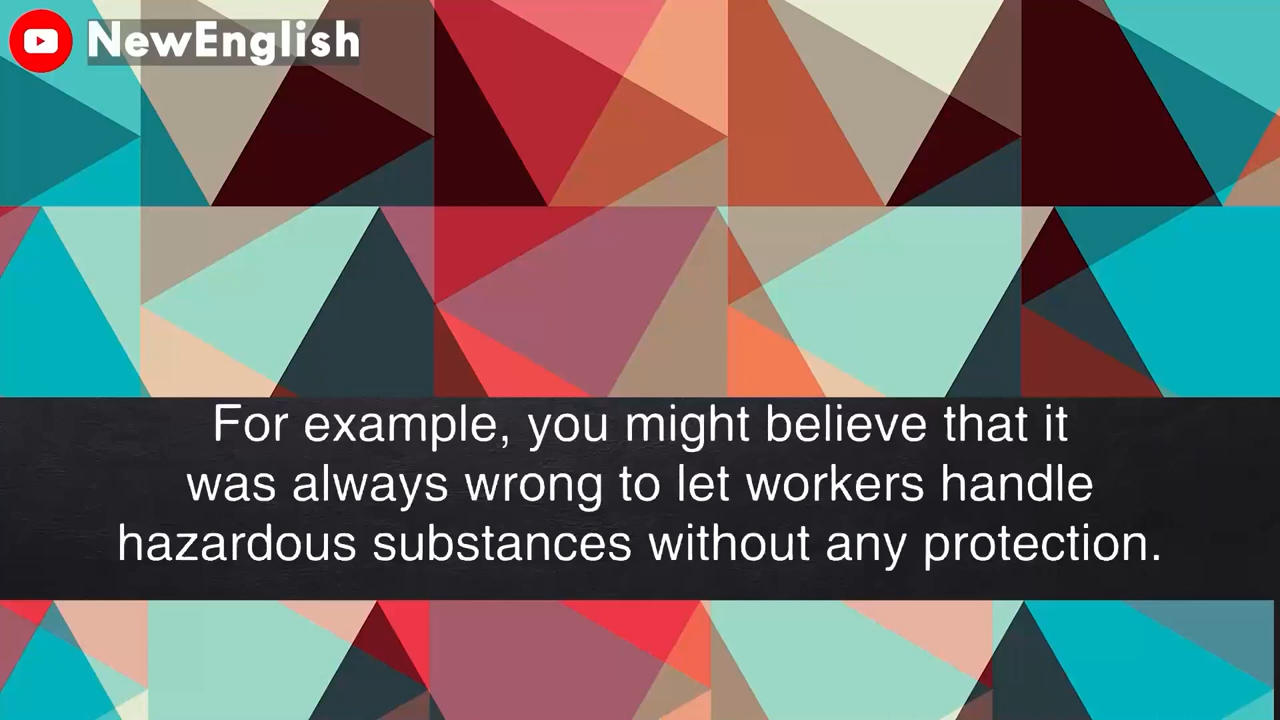 NewEnglish
For example, you might believe that it
was always wrong to let workers handle
hazardous substances without any protection.